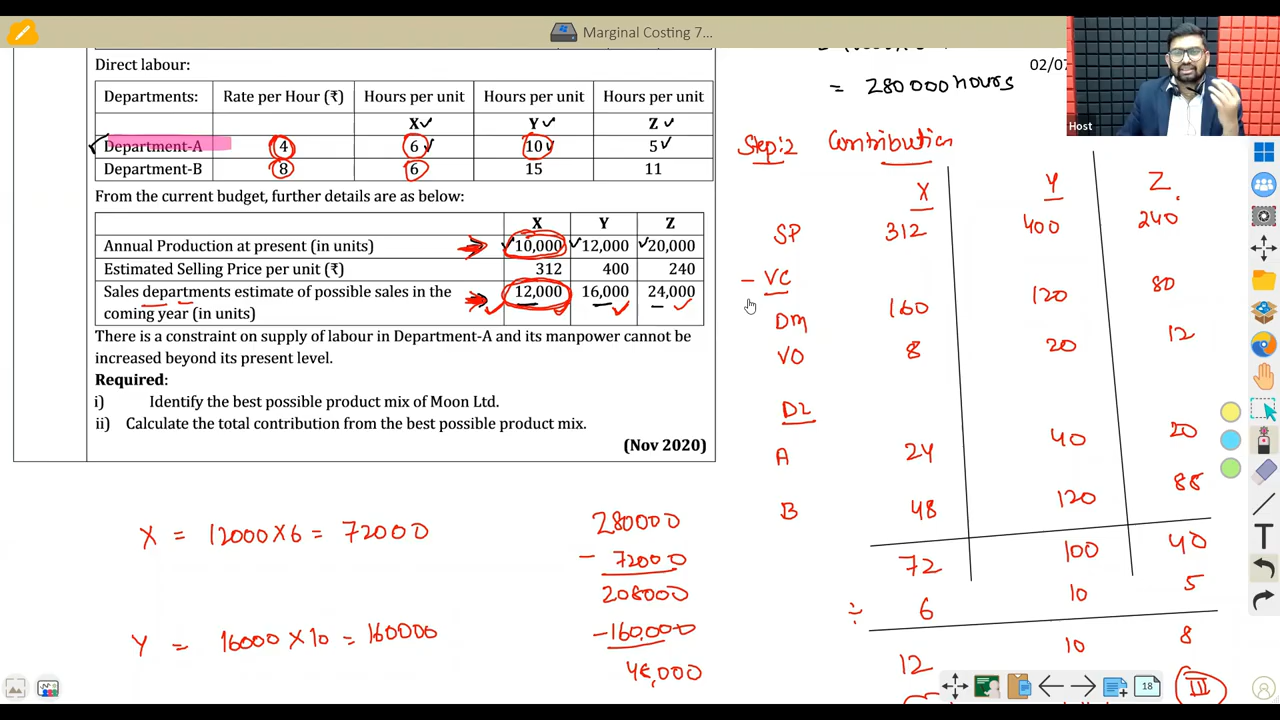 Marginal Costing 7...
Direct labour:
Departments: Rate per Hour (₹) Hours per unit Hours per unit Hours per unit
X ✓ Y ✓ Z ✓
Department-A 4 6 ✓ 10 ✓ 5 ✓
Department-B 8 6 15 11
From the current budget, further details are as below:
X Y Z
Annual Production at present (in units) 10,000 12,000 20,000
Estimated Selling Price per unit (₹) 312 400 240
Sales departments estimate of possible sales in the
coming year (in units) 12,000 16,000 24,000
There is a constraint on supply of labour in Department-A and its manpower cannot be
increased beyond its present level.
Required:
i) Identify the best possible product mix of Moon Ltd.
ii) Calculate the total contribution from the best possible product mix.
(Nov 2020)
X = 12000 X 6 = 72000
Y = 16000 X 10 = 160000
280000
- 72000
208000
-160,000
48,000
= 280000 hours
02/0
Host
Step:2 Contribution
X Y Z
SP 312 400 240
- VC
DM 160 120 80
VO 8 20 12
DL
A 24 40 20
B 48 120 88
72 100 40
÷ 6 10 5
12 10 8
III
18
T